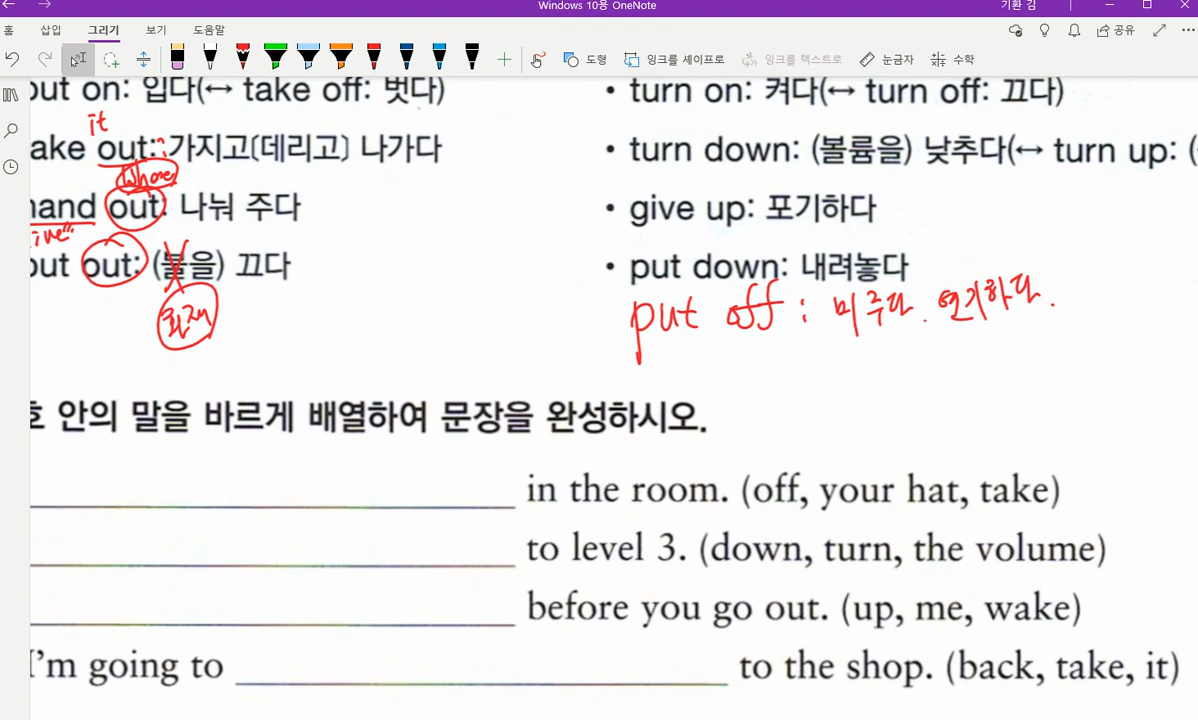 Windows 10용 OneNote
기환 김
홈 삽입 그리기 보기 도움말
공유
도형 잉크를 셰이프로 잉크를 텍스트로 눈금자 수학
out on: 입다(↔ take off: 벗다)
• turn on: 켜다(↔ turn off: 끄다)
it
ake out: 가지고[데리고] 나가다
• turn down: (볼륨을) 낮추다(↔ turn up: (
hand out: 나눠 주다
• give up: 포기하다
out out: (불을) 끄다
• put down: 내려놓다
화재
put off : 미루다. 연기하다.
호 안의 말을 바르게 배열하여 문장을 완성하시오.
in the room. (off, your hat, take)
to level 3. (down, turn, the volume)
before you go out. (up, me, wake)
I'm going to to the shop. (back, take, it)